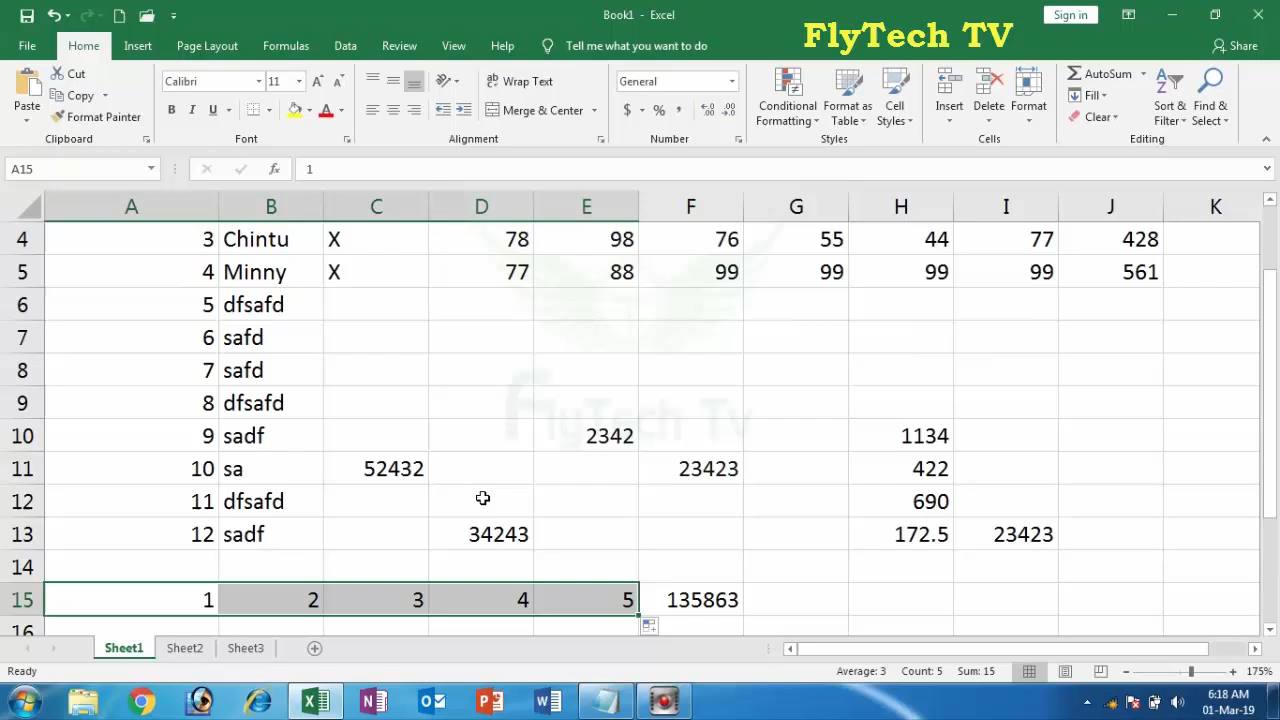 Book1 - Excel
Sign in
FlyTech TV
File Home Insert Page Layout Formulas Data Review View Help Tell me what you want to do Share
Paste
Cut
Copy
Format Painter
Clipboard
Calibri 11
B I U A
Font
Wrap Text
Merge & Center
Alignment
General
$ % ,
Number
Conditional Formatting
Format as Table
Cell Styles
Styles
Insert Delete Format
Cells
AutoSum
Fill
Clear
Sort & Filter
Find & Select
Editing
A15 fx 1
A B C D E F G H I J K
4 3 Chintu X 78 98 76 55 44 77 428
5 4 Minny X 77 88 99 99 99 99 561
6 5 dfsafd
7 6 safd
8 7 safd
9 8 dfsafd
FlyTech Tv
10 9 sadf 2342 1134
11 10 sa 52432 23423 422
12 11 dfsafd 690
13 12 sadf 34243 172.5 23423
14
15 1 2 3 4 5 135863
16
Sheet1 Sheet2 Sheet3
Ready Average: 3 Count: 5 Sum: 15 175%
6:18 AM
01-Mar-19